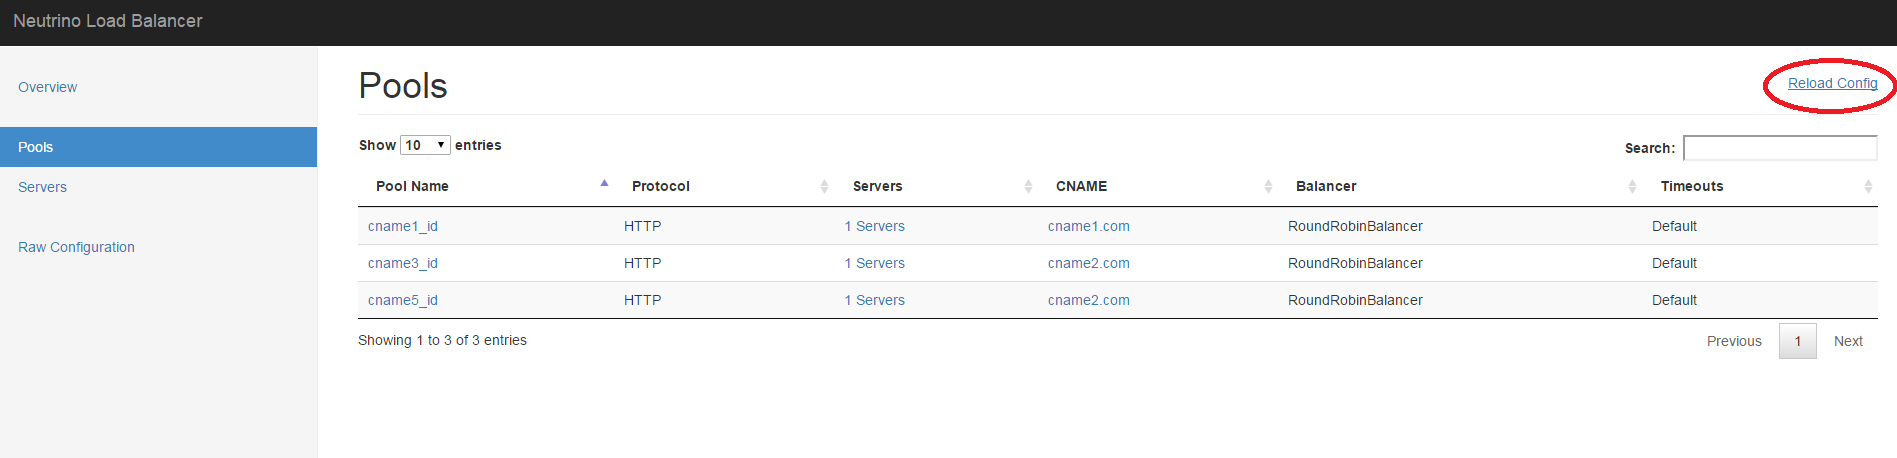 Neutrino Load Balancer
Overview
Pools
Servers
Raw Configuration
Pools
Reload Config
Show 10 entries
Search:
Pool Name Protocol Servers CNAME Balancer Timeouts
cname1_id HTTP 1 Servers cname1.com RoundRobinBalancer Default
cname3_id HTTP 1 Servers cname2.com RoundRobinBalancer Default
cname5_id HTTP 1 Servers cname2.com RoundRobinBalancer Default
Showing 1 to 3 of 3 entries
Previous 1 Next